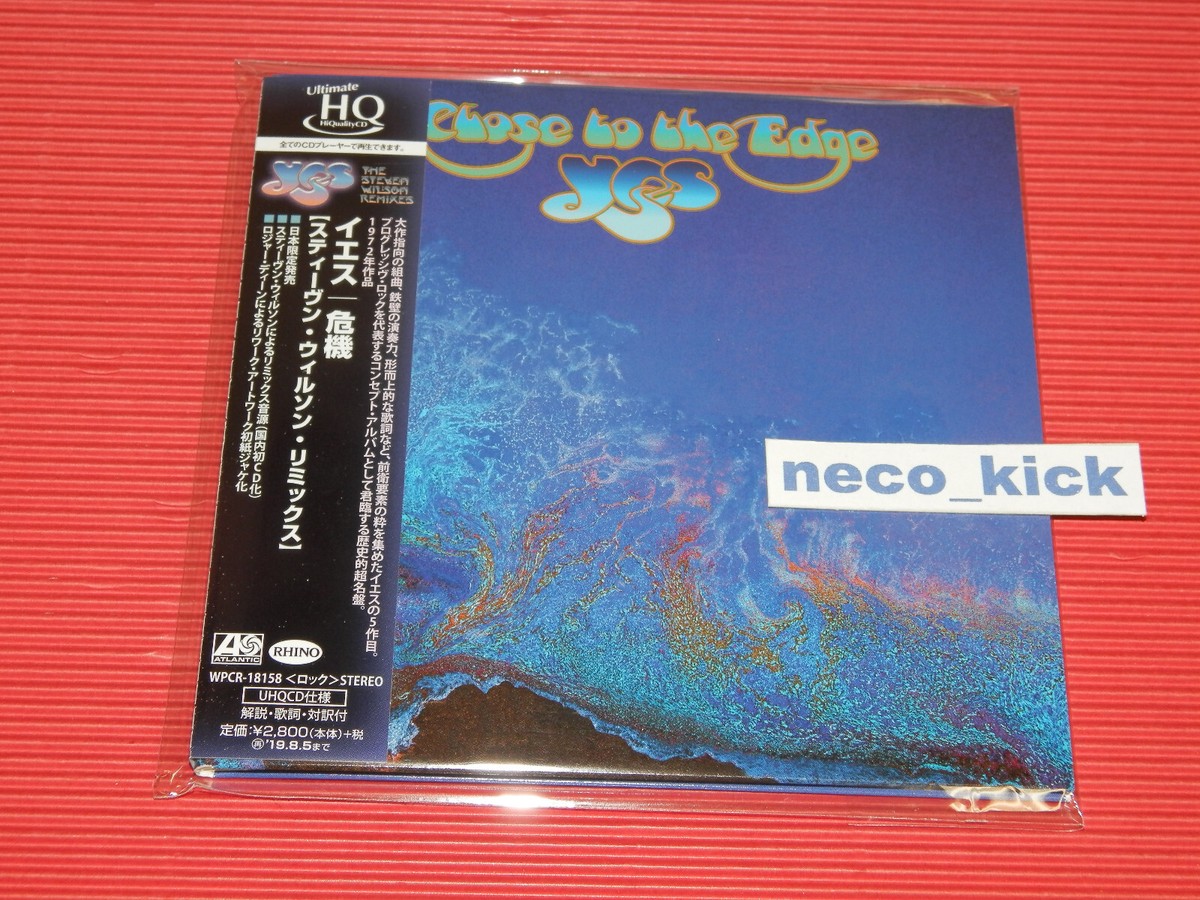 Ultimate
HQ
HiQualityCD
全てのCDプレーヤーで再生できます。
yes
THE
STEVEN
WILSON
REMIXES
大作指向の組曲、鉄壁の演奏力、形而上的な歌詞など、前衛要素の粋を集めたイエスの5作目。
プログレッシヴ・ロックを代表するコンセプト・アルバムとして君臨する歴史的超名盤。
1972年作品
イエス|危機
[スティーヴン・ウィルソン・リミックス]
■日本限定発売
■スティーヴン・ウィルソンによるリミックス音源(国内初CD化)
■ロジャー・ディーンによるリワーク・アートワーク初紙ジャケ化
ATLANTIC
RHINO
WPCR-18158 <ロック> STEREO
UHQCD仕様
解説・歌詞・対訳付
定価:¥2,800(本体)+税
再 '19.8.5まで
Close to the Edge
yes
neco_kick